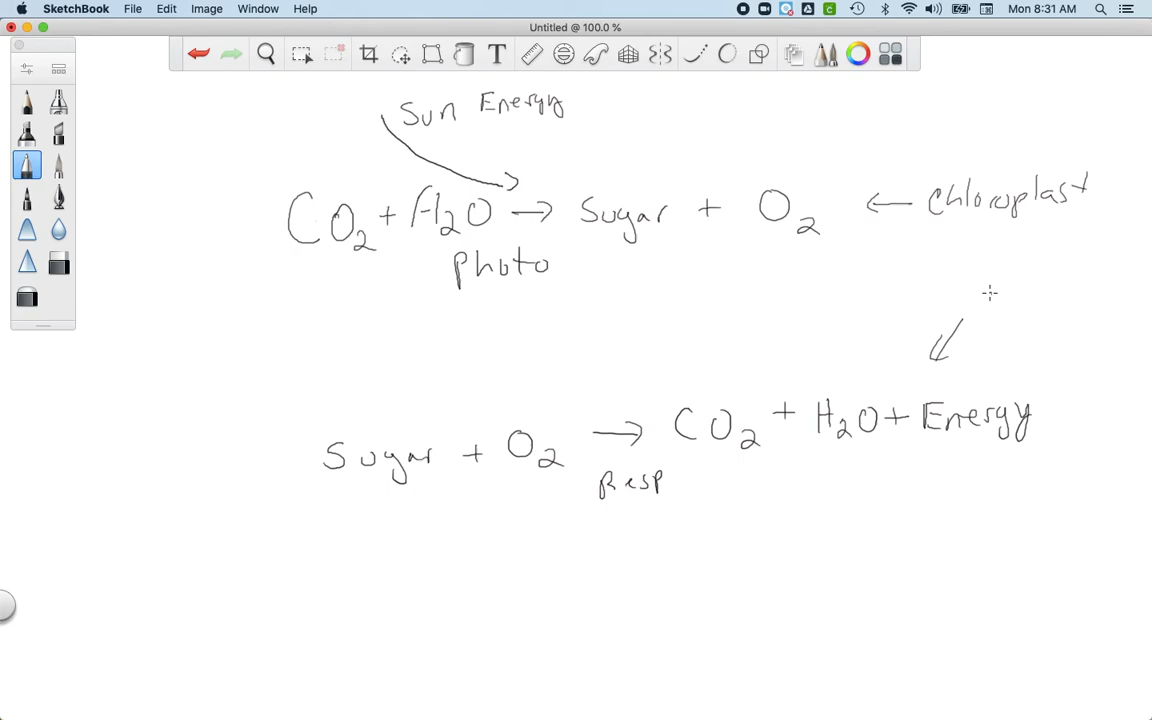 SketchBook File Edit Image Window Help Mon 8:31 AM
Untitled @ 100.0 %
Sun Energy
CO2 + H2O → Sugar + O2 ← Chloroplast
photo
Sugar + O2 → CO2 + H2O + Energy
Resp